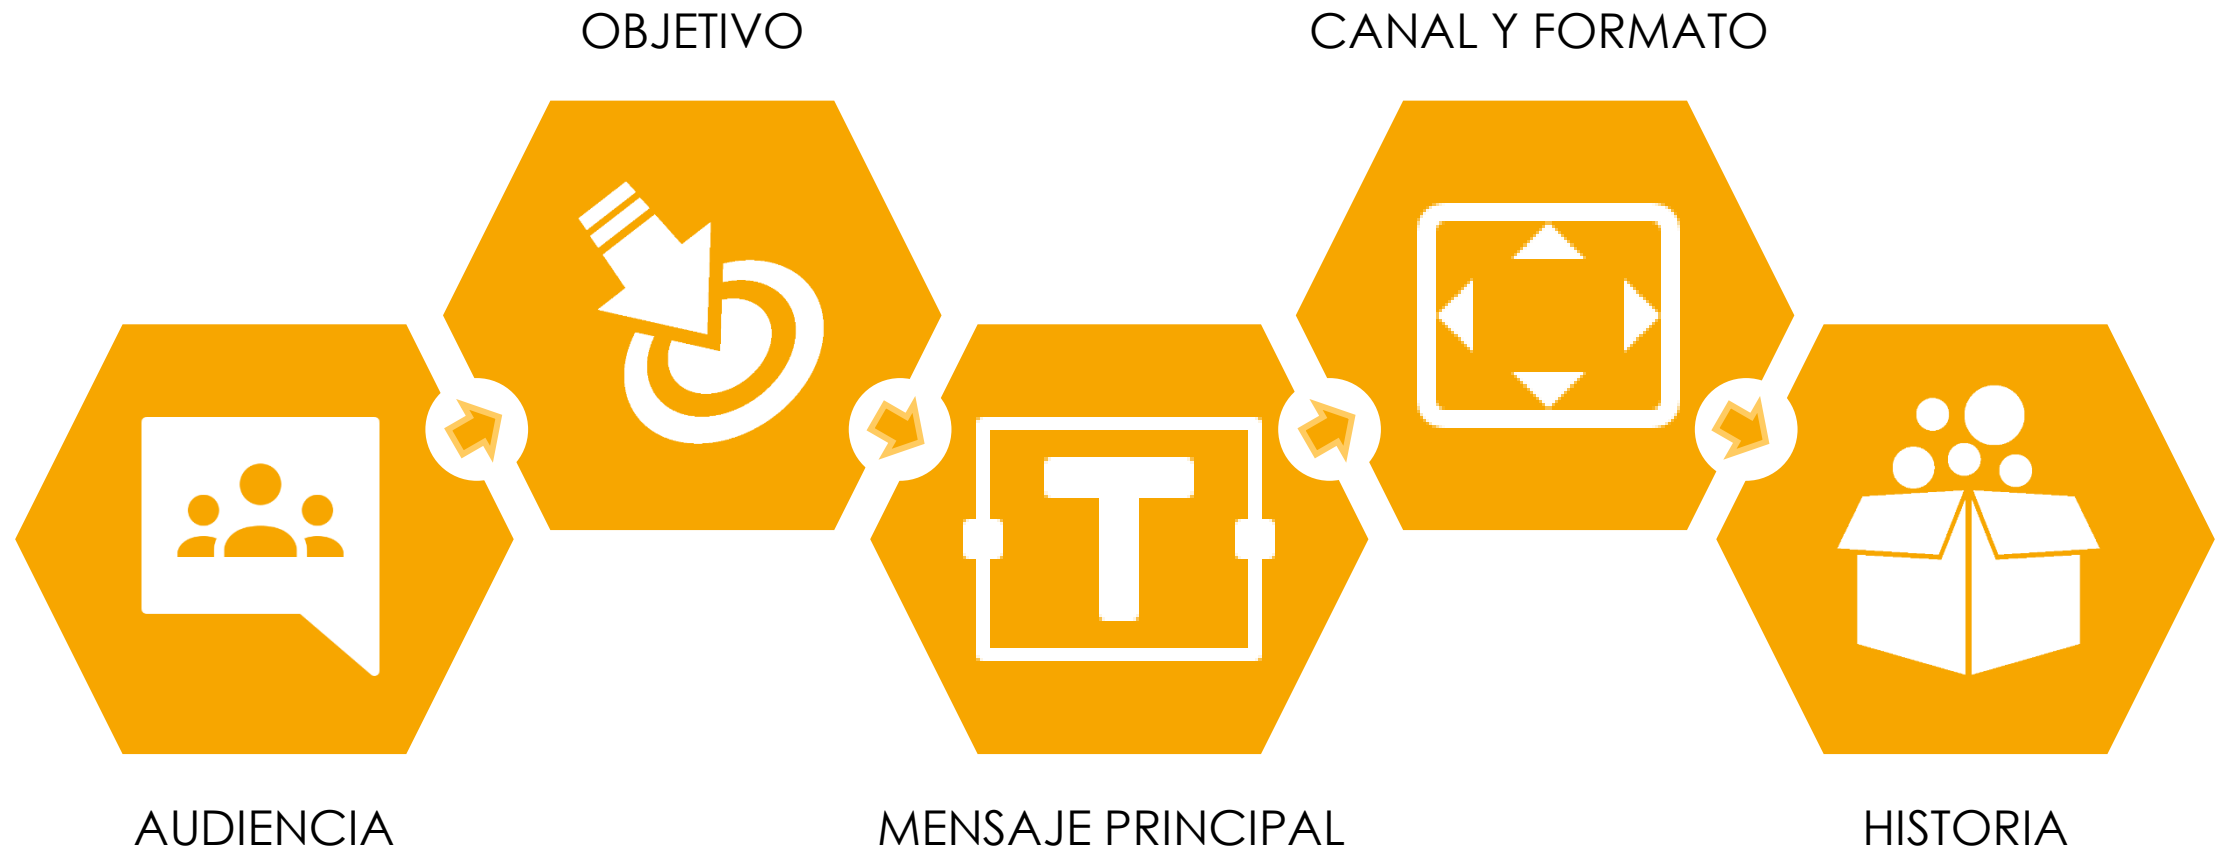 OBJETIVO
CANAL Y FORMATO
T
AUDIENCIA
MENSAJE PRINCIPAL
HISTORIA